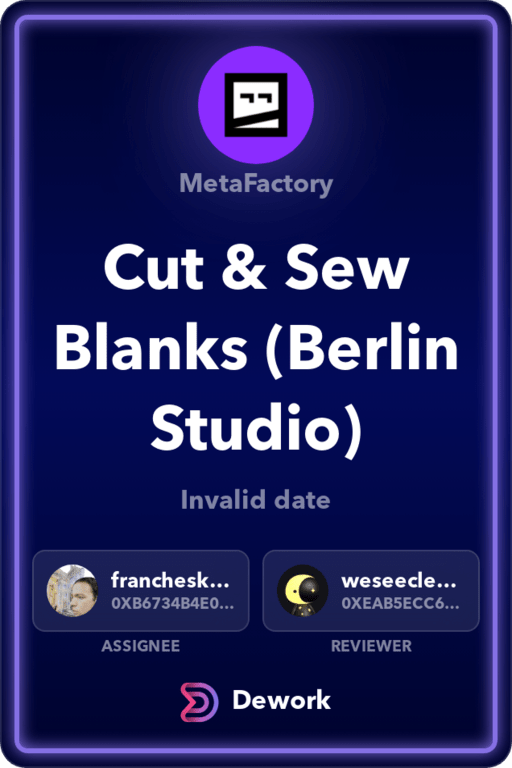 MetaFactory
Cut & Sew
Blanks (Berlin
Studio)
Invalid date
franchesk...
0XB6734B4E0...
ASSIGNEE
weseecle...
0XEAB5ECC6...
REVIEWER
Dework